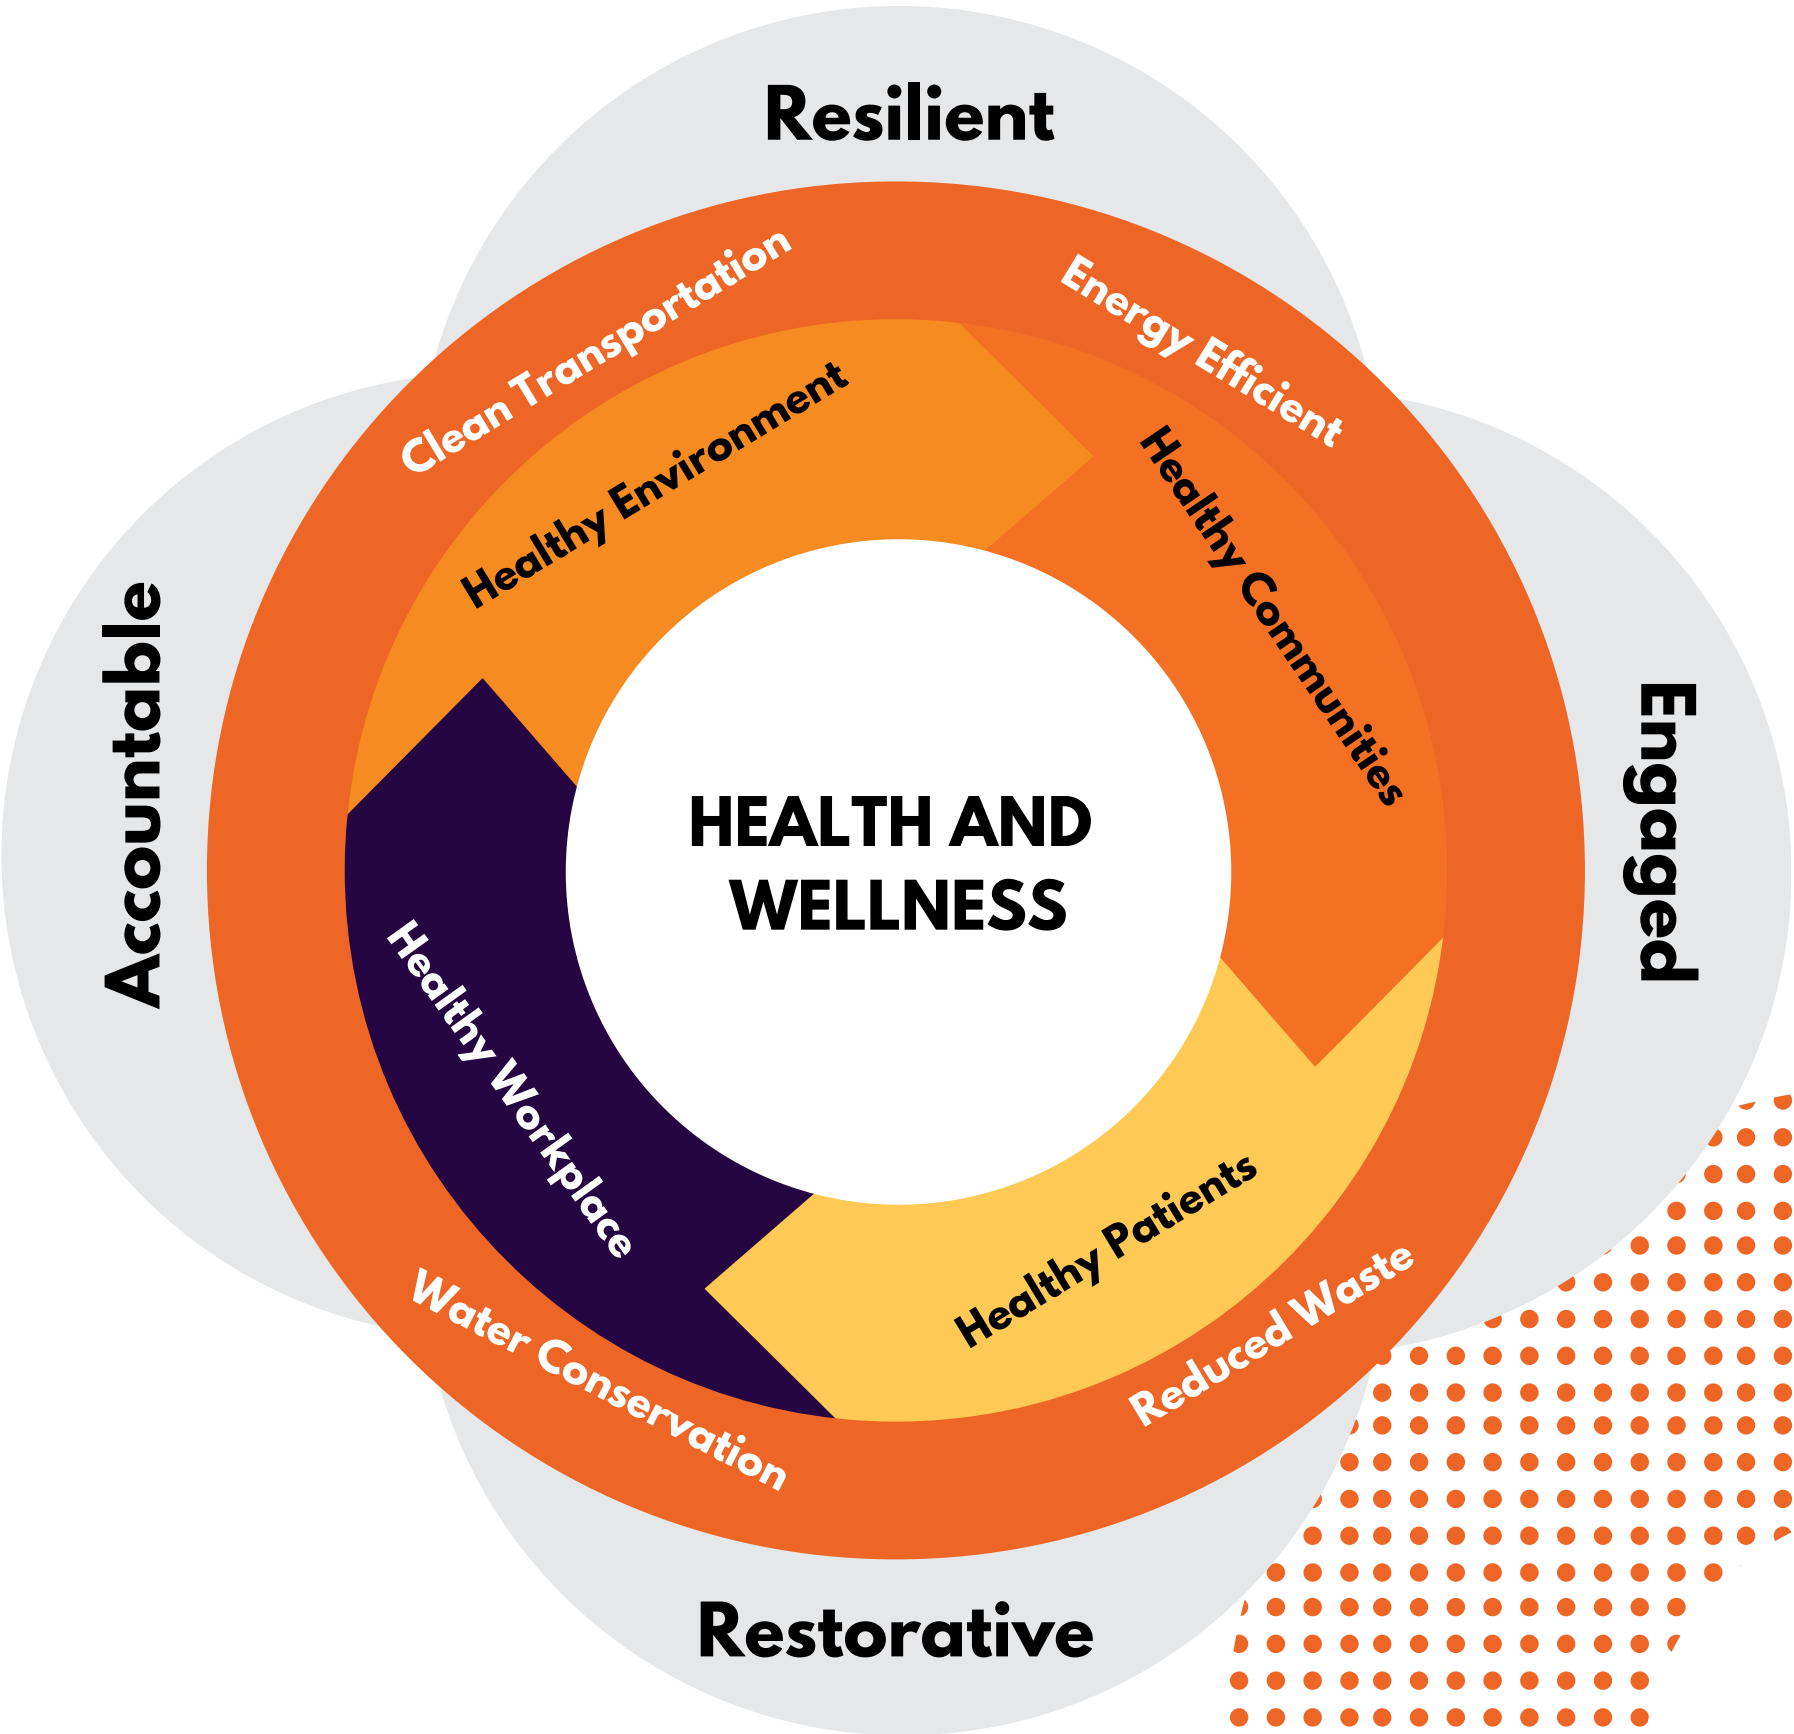 Resilient
Clean Transportation
Energy Efficient
Healthy Environment
Healthy Communities
Accountable
Engaged
HEALTH AND
WELLNESS
Healthy Workplace
Healthy Patients
Water Conservation
Reduced Waste
Restorative